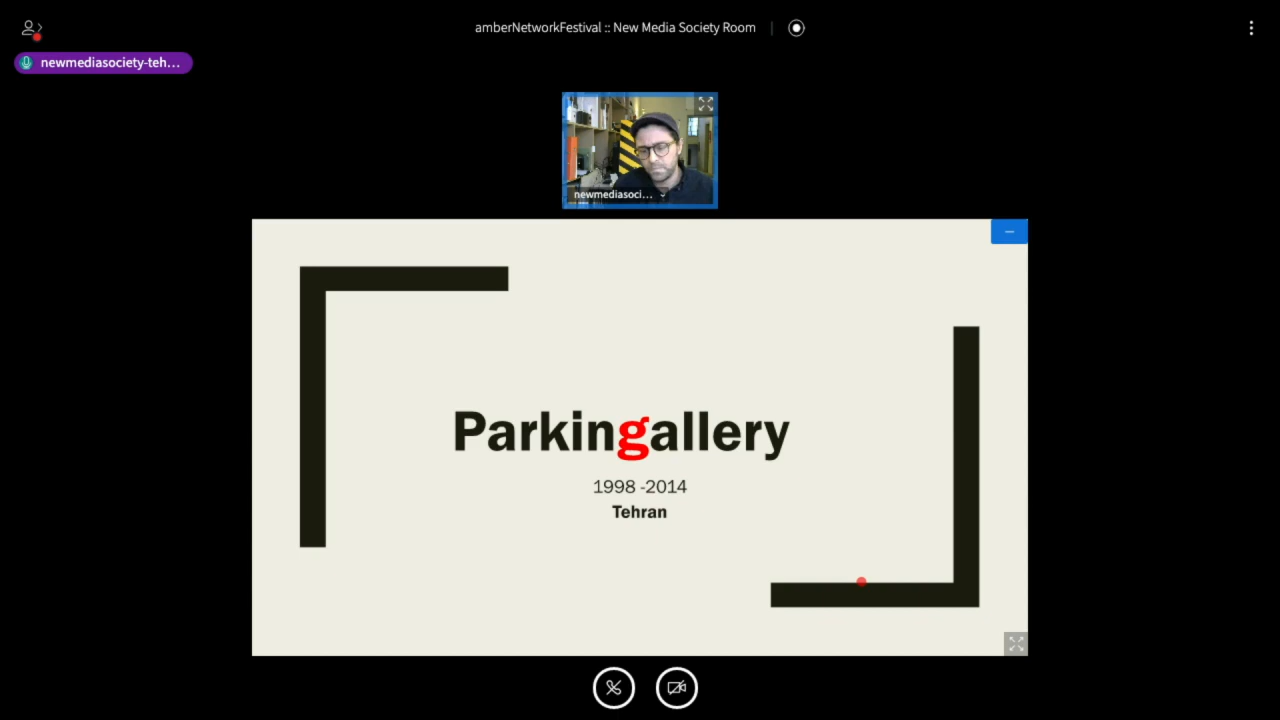 amberNetworkFestival :: New Media Society Room
newmediasociety-teh...
newmediasoci...
Parkingallery
1998 -2014
Tehran